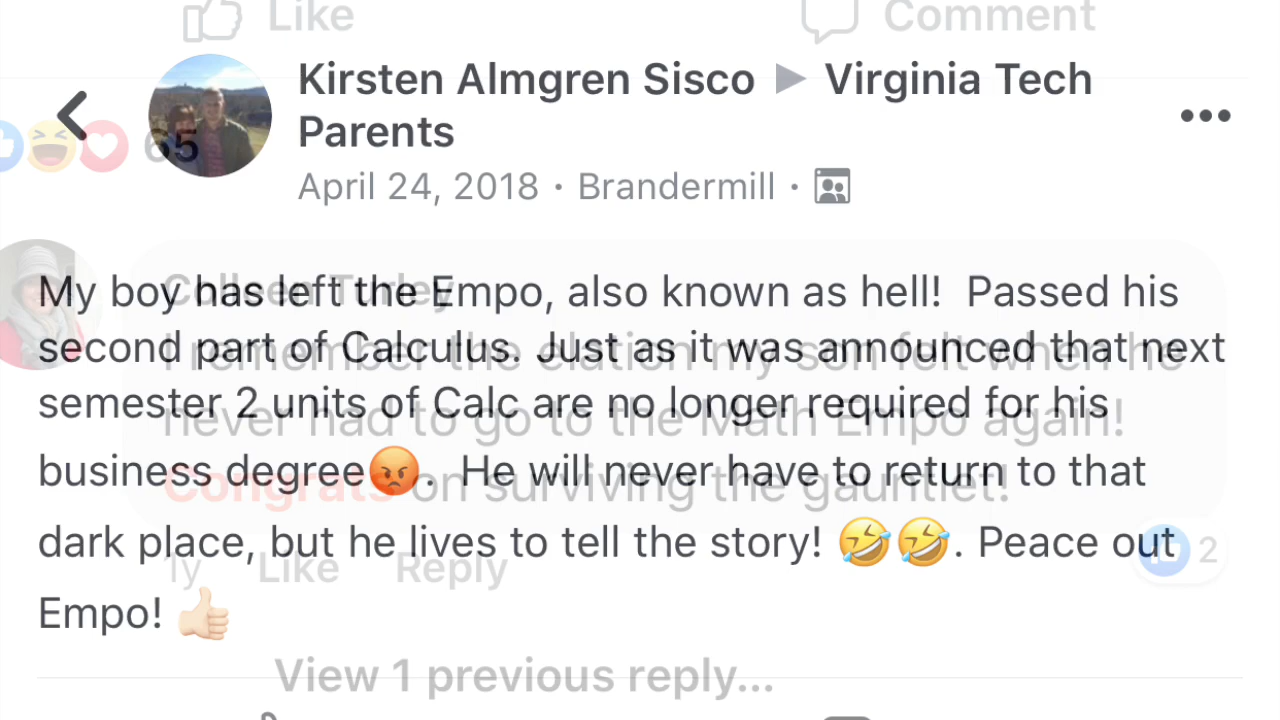 Like Comment
Kirsten Almgren Sisco ▶ Virginia Tech
Parents
65
April 24, 2018 · Brandermill ·
My boy has left the Empo, also known as hell! Passed his
second part of Calculus. Just as it was announced that next
semester 2 units of Calc are no longer required for his
business degree😡. He will never have to return to that
dark place, but he lives to tell the story! 🤣🤣. Peace out
Empo! 👍🏻
Colleen Turley
I remember the elation my son felt when he
never had to go to the Math Empo again!
Congrats on surviving the gauntlet!
1y Like Reply 2
View 1 previous reply...